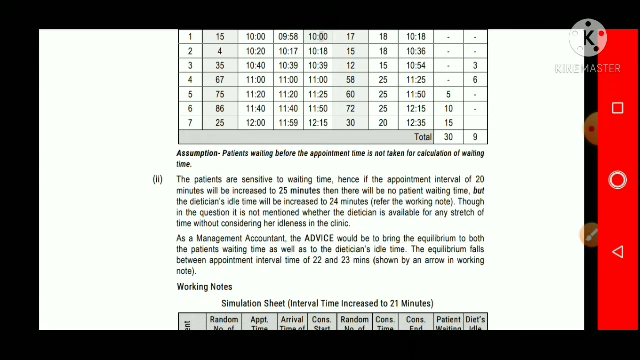 1 15 10:00 09:58 10:00 17 18 10:18 - -
2 4 10:20 10:17 10:18 15 18 10:36 - -
3 35 10:40 10:39 10:39 12 15 10:54 - 3
4 67 11:00 11:00 11:00 58 25 11:25 - 6
5 75 11:20 11:20 11:25 60 25 11:50 5 -
6 86 11:40 11:40 11:50 72 25 12:15 10 -
7 25 12:00 11:59 12:15 30 20 12:35 15
Total 30 9
Assumption- Patients waiting before the appointment time is not taken for calculation of waiting
time.
(ii) The patients are sensitive to waiting time, hence if the appointment interval of 20
minutes will be increased to 25 minutes then there will be no patient waiting time, but
the dietician's idle time will be increased to 24 minutes (refer the working note). Though
in the question it is not mentioned whether the dietician is available for any stretch of
time without considering her idleness in the clinic.
As a Management Accountant, the ADVICE would be to bring the equilibrium to both
the patients waiting time as well as to the dietician's idle time. The equilibrium falls
between appointment interval time of 22 and 23 mins (shown by an arrow in working
note).
Working Notes
Simulation Sheet (Interval Time Increased to 21 Minutes)
Random Appt. Arrival Cons. Random Cons. Cons. Patient Diet's
No. of Time Time of Start No. of Time End Waiting Idle
K
KINEMASTER